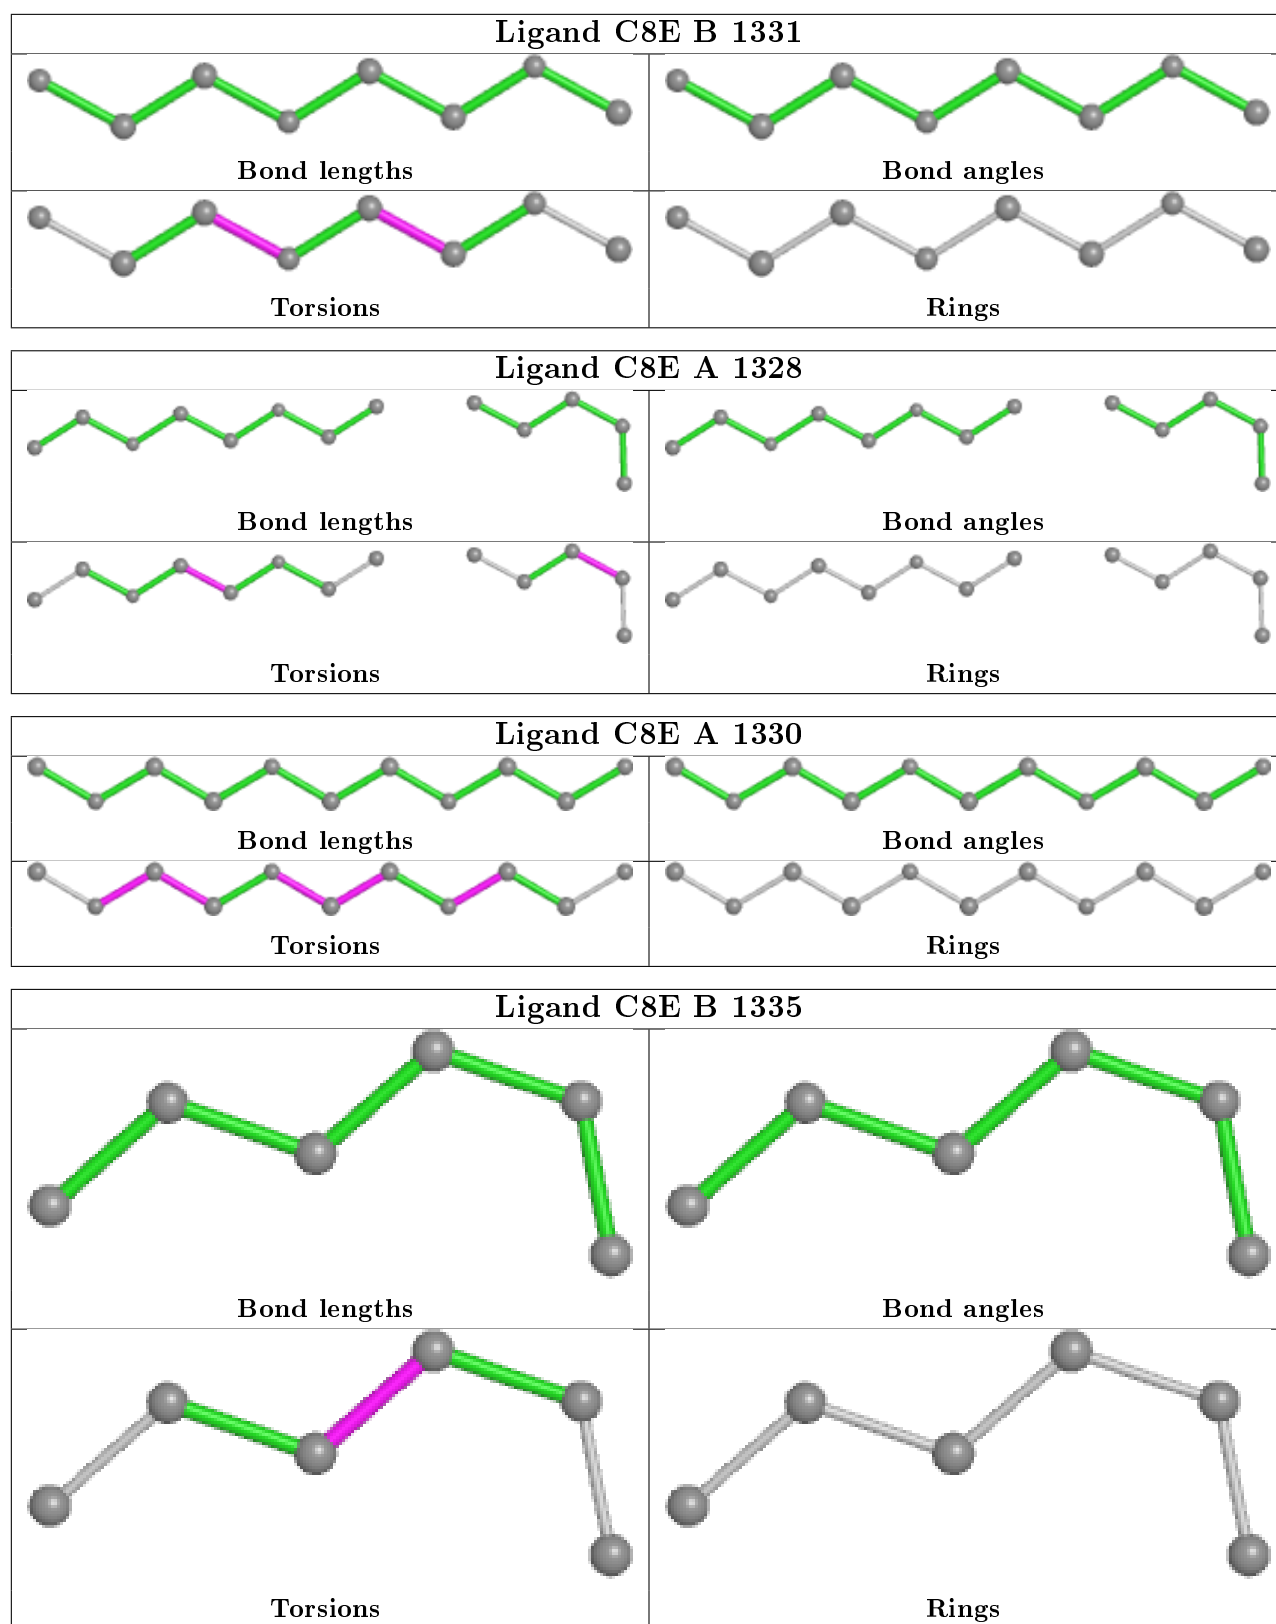 Ligand C8E B 1331
Bond lengths
Bond angles
Torsions
Rings
Ligand C8E A 1328
Bond lengths
Bond angles
Torsions
Rings
Ligand C8E A 1330
Bond lengths
Bond angles
Torsions
Rings
Ligand C8E B 1335
Bond lengths
Bond angles
Torsions
Rings